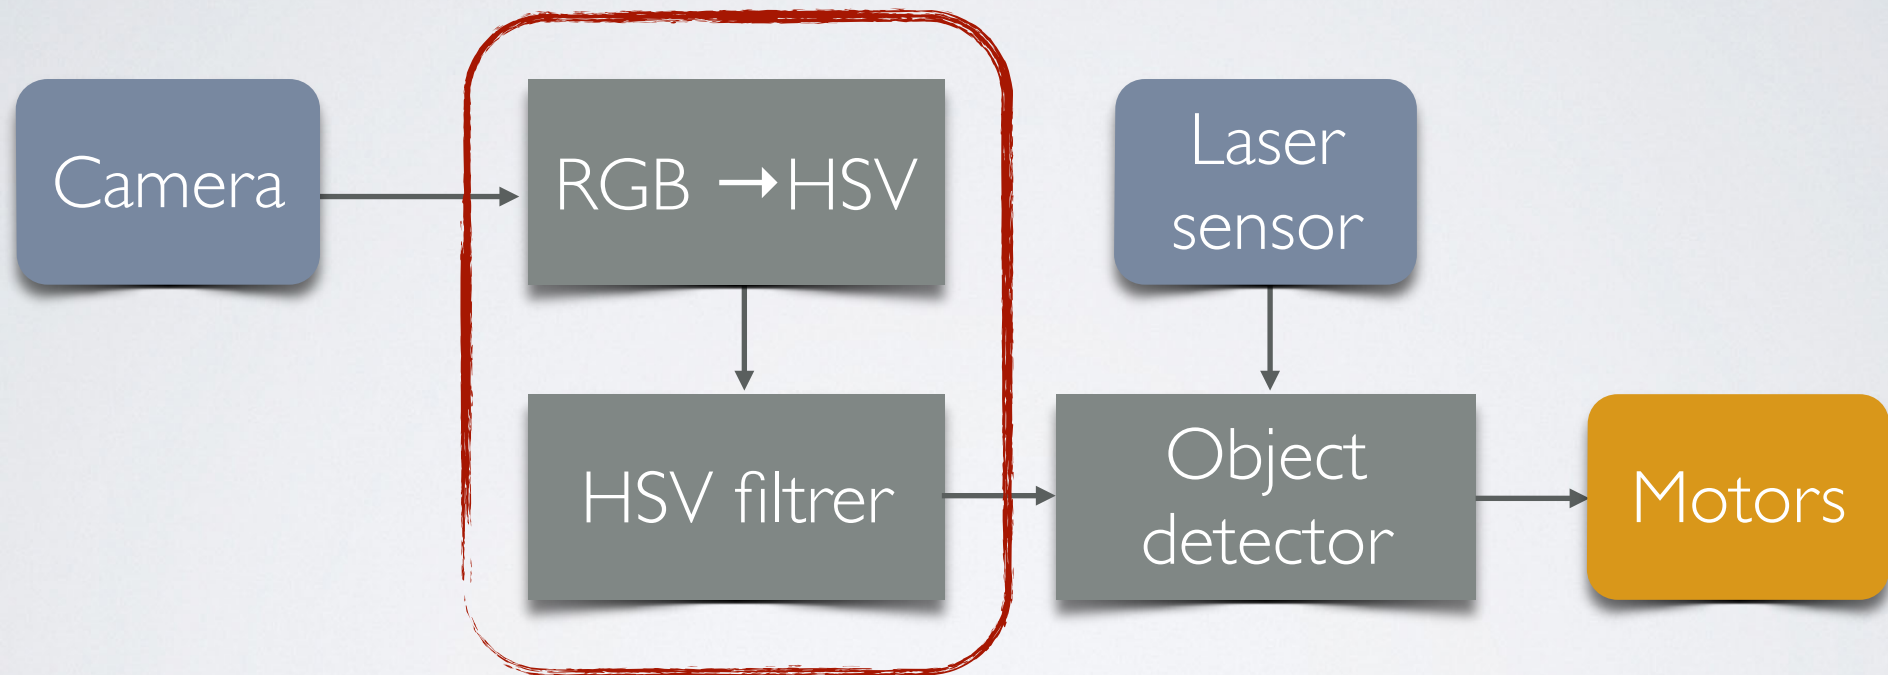 Camera
RGB →HSV
Laser
sensor
HSV filtrer
Object
detector
Motors